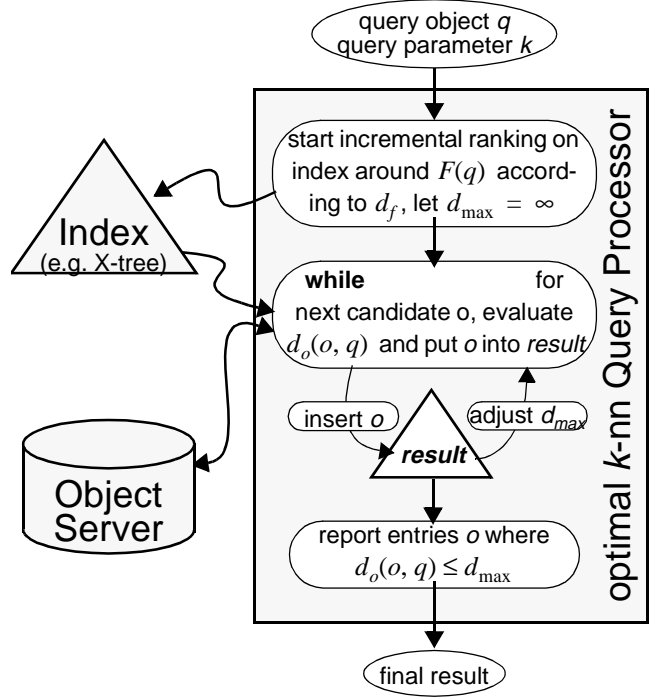 query object q
query parameter k
start incremental ranking on
index around F(q) accord-
ing to d_f, let d_max = ∞
Index
(e.g. X-tree)
while for
next candidate o, evaluate
d_o(o, q) and put o into result
insert o
adjust d_max
result
Object
Server
report entries o where
d_o(o, q) ≤ d_max
final result
optimal k-nn Query Processor